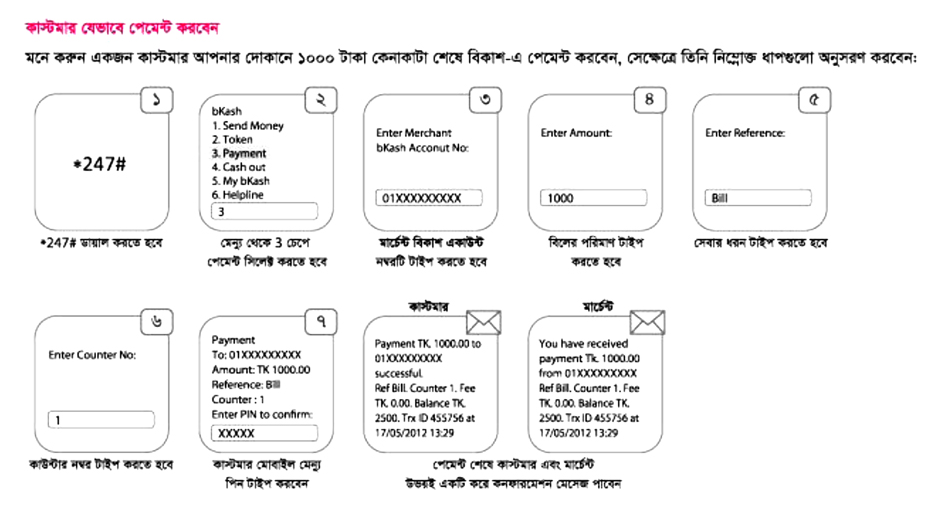 কাস্টমার যেভাবে পেমেন্ট করবেন
মনে করুন একজন কাস্টমার আপনার দোকানে ১০০০ টাকা কেনাকাটা শেষে বিকাশ-এ পেমেন্ট করবেন, সেক্ষেত্রে তিনি নিম্নোক্ত ধাপগুলো অনুসরণ করবেন:
১
*247#
*247# ডায়াল করতে হবে
২
bKash
1. Send Money
2. Token
3. Payment
4. Cash out
5. My bKash
6. Helpline
3
মেন্যু থেকে 3 চেপে
পেমেন্ট সিলেক্ট করতে হবে
৩
Enter Merchant
bKash Acconut No:
01XXXXXXXXX
মার্চেন্ট বিকাশ একাউন্ট
নম্বরটি টাইপ করতে হবে
৪
Enter Amount:
1000
বিলের পরিমাণ টাইপ
করতে হবে
৫
Enter Reference:
Bill
সেবার ধরন টাইপ করতে হবে
৬
Enter Counter No:
1
কাউন্টার নম্বর টাইপ করতে হবে
৭
Payment
To: 01XXXXXXXXX
Amount: TK 1000.00
Reference: Bill
Counter : 1
Enter PIN to confirm:
XXXXX
কাস্টমার মোবাইল মেন্যু
পিন টাইপ করবেন
কাস্টমার
Payment TK. 1000.00 to
01XXXXXXXXX
successful.
Ref Bill. Counter 1. Fee
TK. 0.00. Balance TK.
2500. Trx ID 455756 at
17/05/2012 13:29
মার্চেন্ট
You have received
payment Tk. 1000.00
from 01XXXXXXXXX
Ref Bill. Counter 1. Fee
TK. 0.00. Balance TK.
2500. Trx ID 455756 at
17/05/2012 13:29
পেমেন্ট শেষে কাস্টমার এবং মার্চেন্ট
উভয়ই একটি করে কনফারমেশন মেসেজ পাবেন